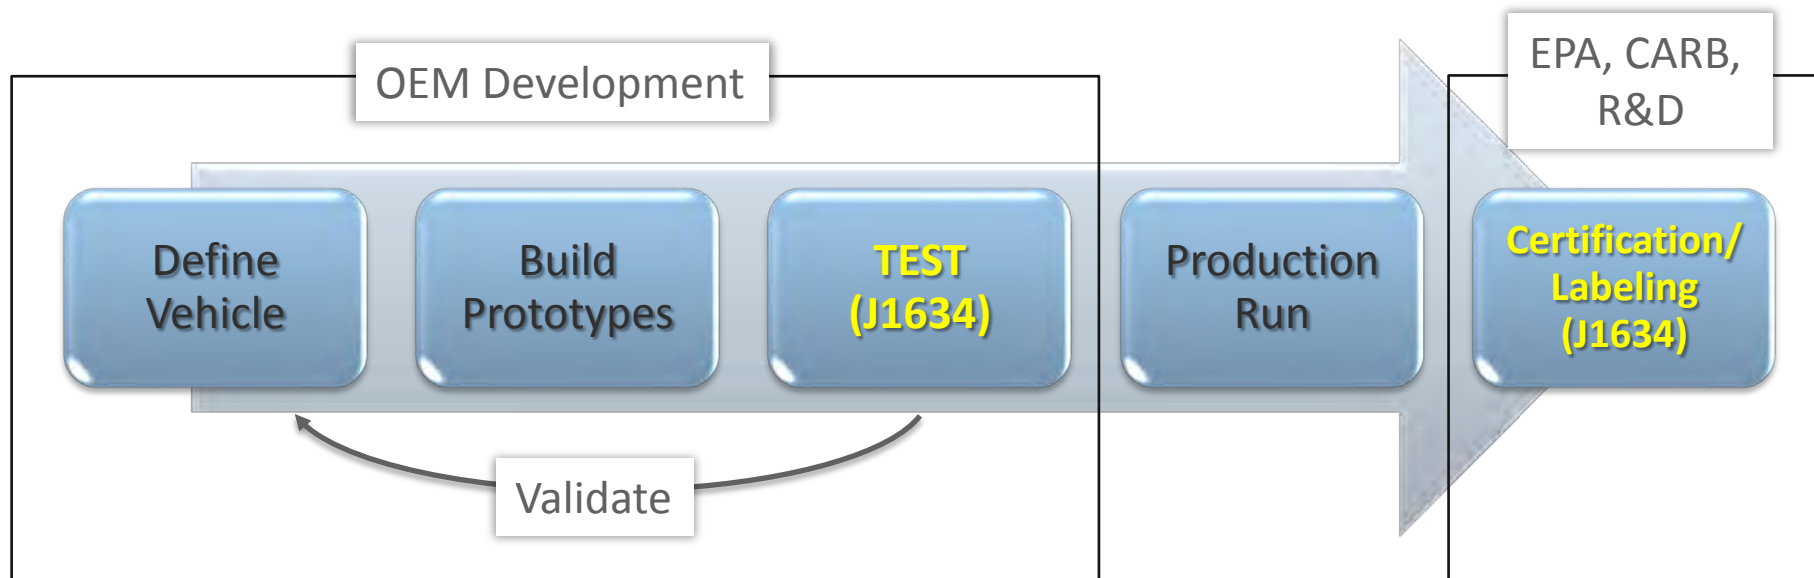 OEM Development
EPA, CARB,
R&D
Define
Vehicle
Build
Prototypes
TEST
(J1634)
Production
Run
Certification/
Labeling
(J1634)
Validate